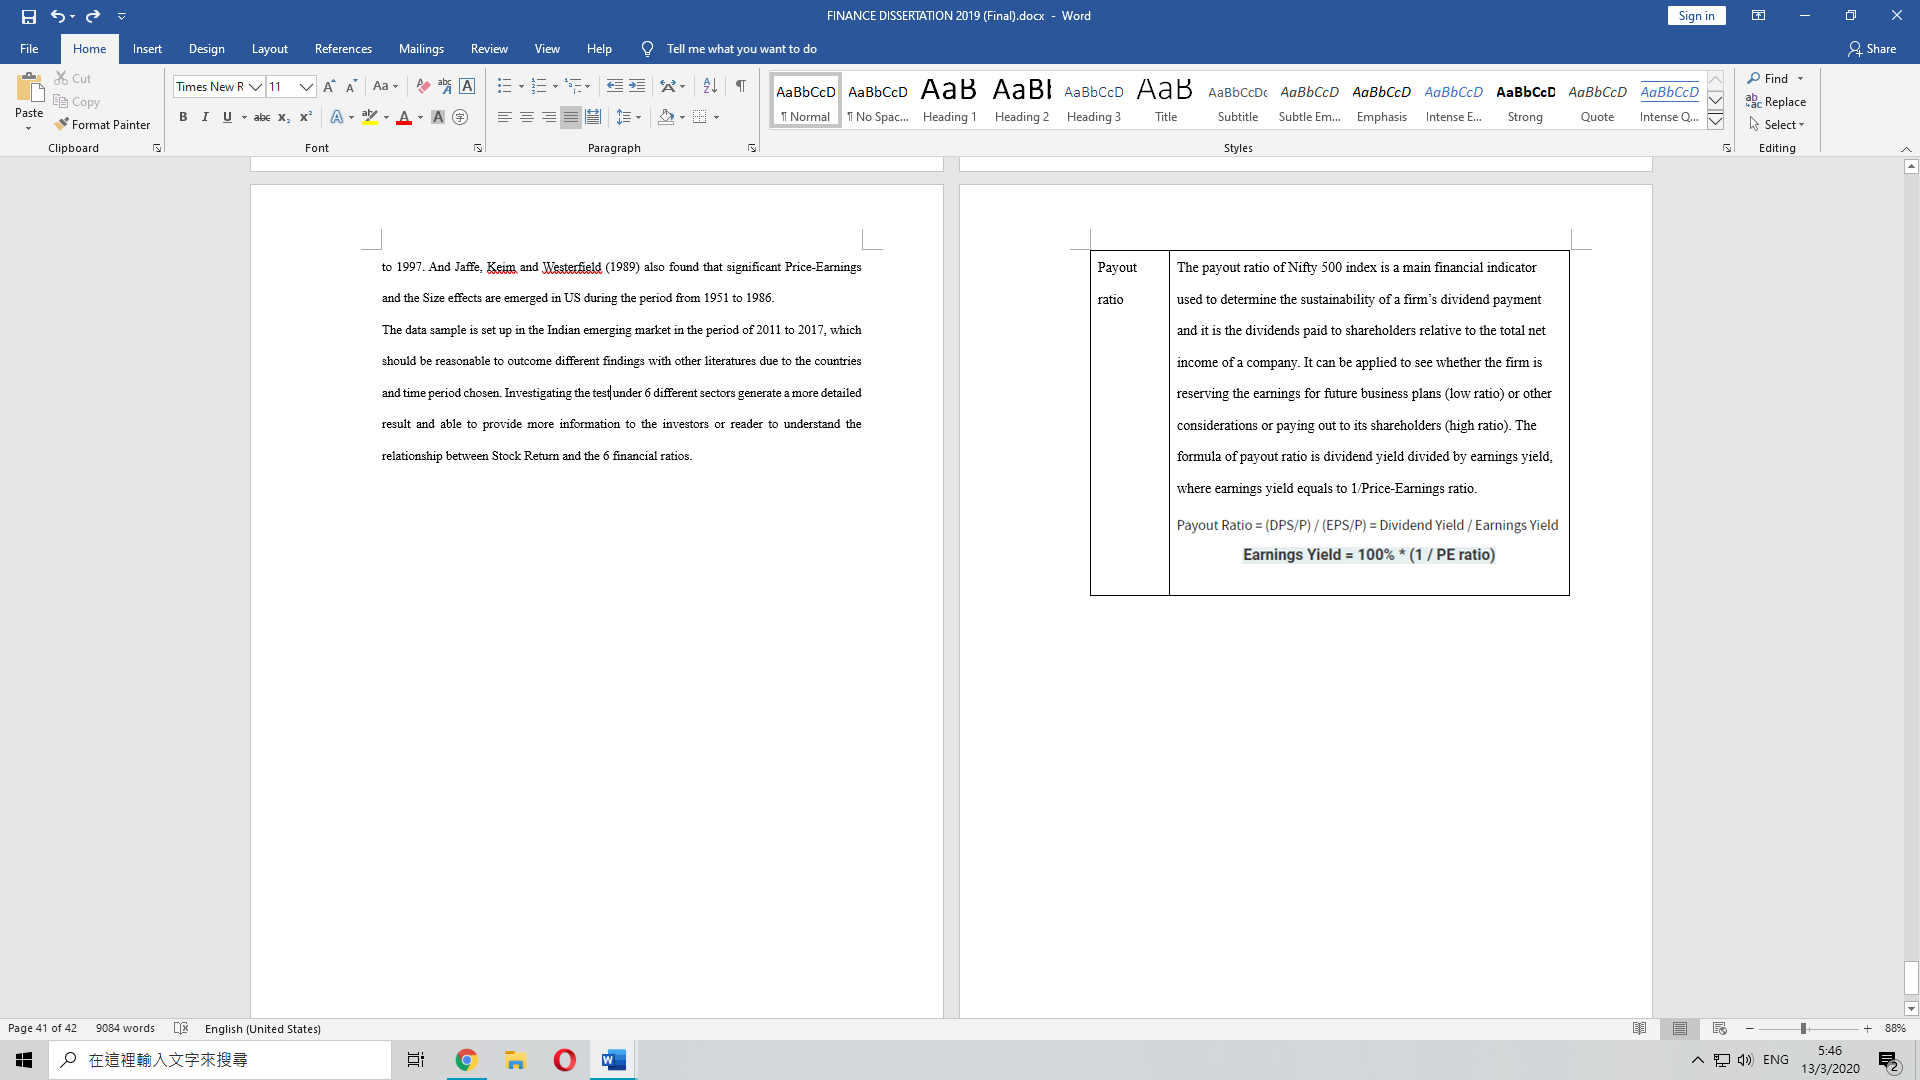 FINANCE DISSERTATION 2019 (Final).docx - Word
Sign in
File Home Insert Design Layout References Mailings Review View Help Tell me what you want to do
Share
Paste
Cut
Copy
Format Painter
Clipboard
Times New R 11
Font
Paragraph
AaBbCcD AaBbCcD AaB AaBl AaBbCcD AaB AaBbCcDc AaBbCcD AaBbCcD AaBbCcD AaBbCcD AaBbCcD AaBbCcD
¶ Normal ¶ No Spac... Heading 1 Heading 2 Heading 3 Title Subtitle Subtle Em... Emphasis Intense E... Strong Quote Intense Q...
Styles
Find
Replace
Select
Editing
to 1997. And Jaffe, Keim and Westerfield (1989) also found that significant Price-Earnings
and the Size effects are emerged in US during the period from 1951 to 1986.
The data sample is set up in the Indian emerging market in the period of 2011 to 2017, which
should be reasonable to outcome different findings with other literatures due to the countries
and time period chosen. Investigating the test under 6 different sectors generate a more detailed
result and able to provide more information to the investors or reader to understand the
relationship between Stock Return and the 6 financial ratios.
Payout
ratio
The payout ratio of Nifty 500 index is a main financial indicator
used to determine the sustainability of a firm’s dividend payment
and it is the dividends paid to shareholders relative to the total net
income of a company. It can be applied to see whether the firm is
reserving the earnings for future business plans (low ratio) or other
considerations or paying out to its shareholders (high ratio). The
formula of payout ratio is dividend yield divided by earnings yield,
where earnings yield equals to 1/Price-Earnings ratio.
Payout Ratio = (DPS/P) / (EPS/P) = Dividend Yield / Earnings Yield
Earnings Yield = 100% * (1 / PE ratio)
Page 41 of 42 9084 words English (United States)
88%
在這裡輸入文字來搜尋
ENG
5:46
13/3/2020
2